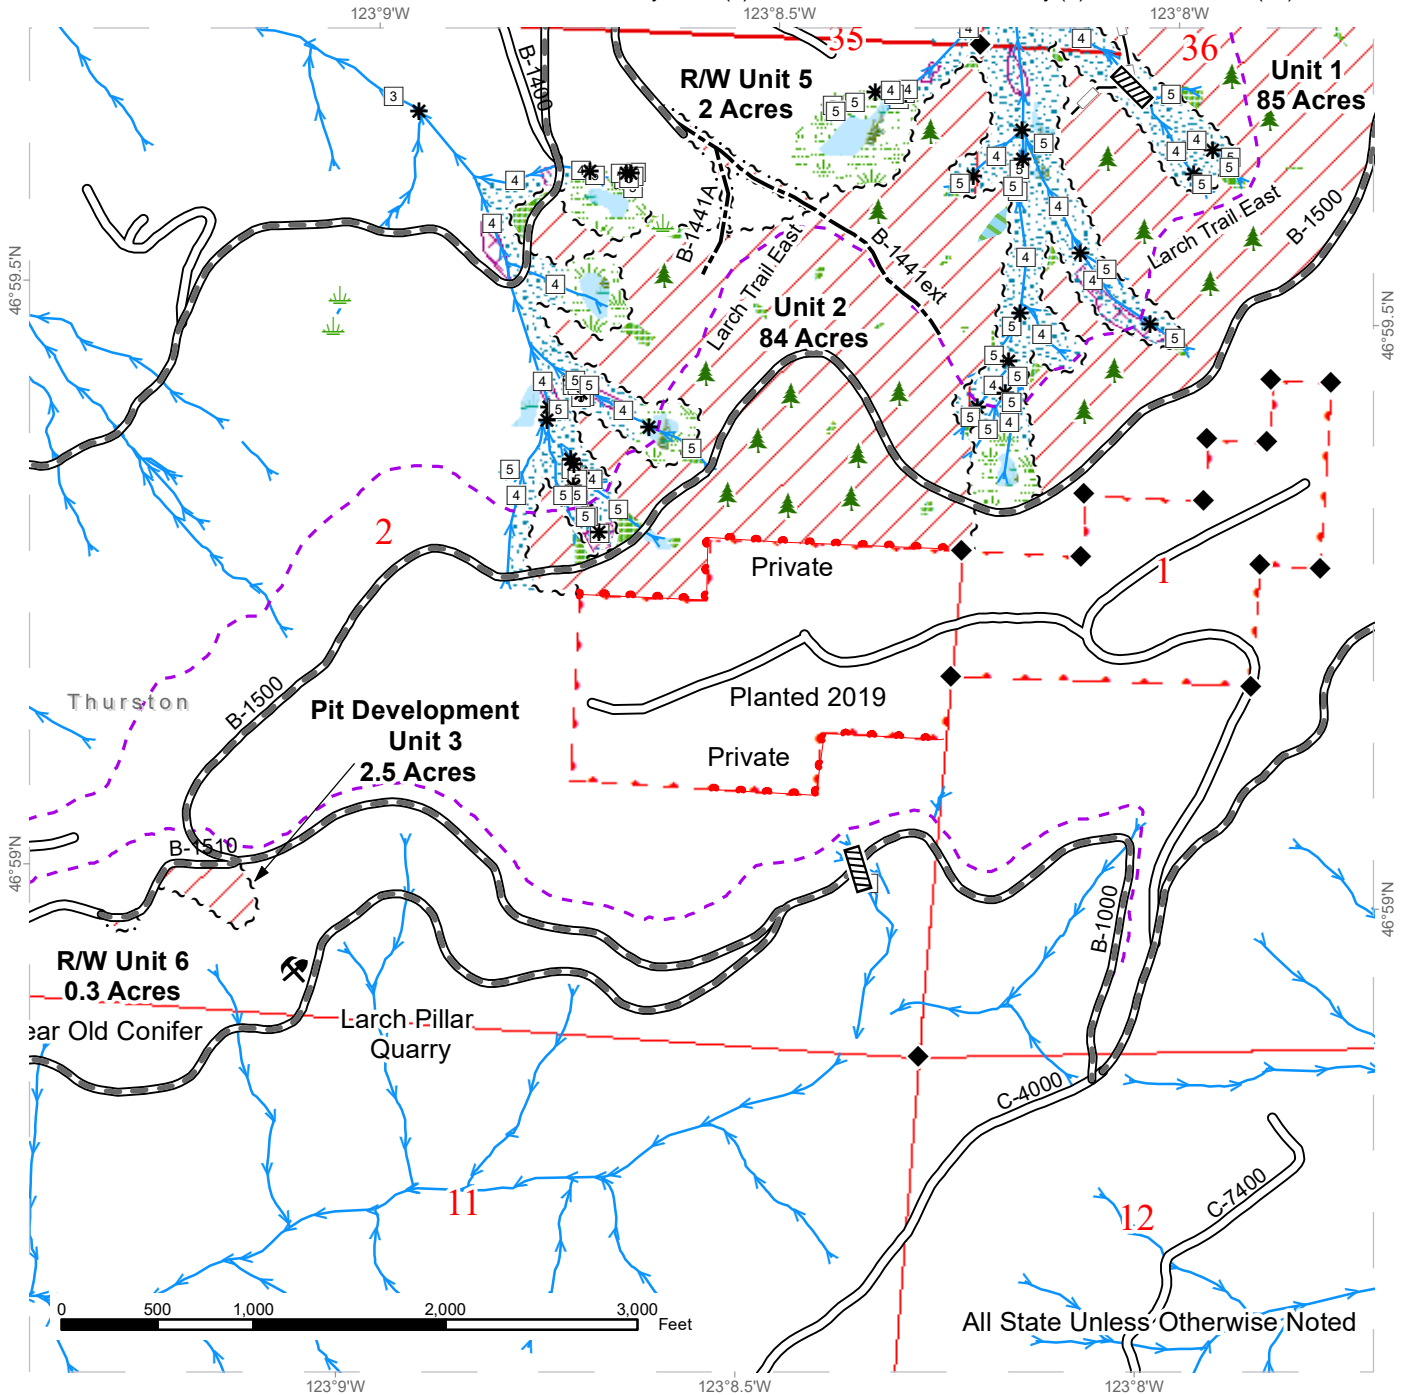 123°9'W
123°8.5'W
123°8'W
35
36
R/W Unit 5
2 Acres
Unit 1
85 Acres
B-1400
3
4
5
B-1441A
Larch Trail East
B-1441ext
Larch Trail East
B-1500
46°59.5'N
46°59.5'N
Unit 2
84 Acres
2
1
Private
Thurston
B-1500
Pit Development
Unit 3
2.5 Acres
Planted 2019
Private
B-1510
46°59'N
46°59'N
B-1000
R/W Unit 6
0.3 Acres
ear Old Conifer
Larch Pillar
Quarry
C-4000
11
12
C-7400
0 500 1,000 2,000 3,000
Feet
All State Unless Otherwise Noted
123°9'W
123°8.5'W
123°8'W